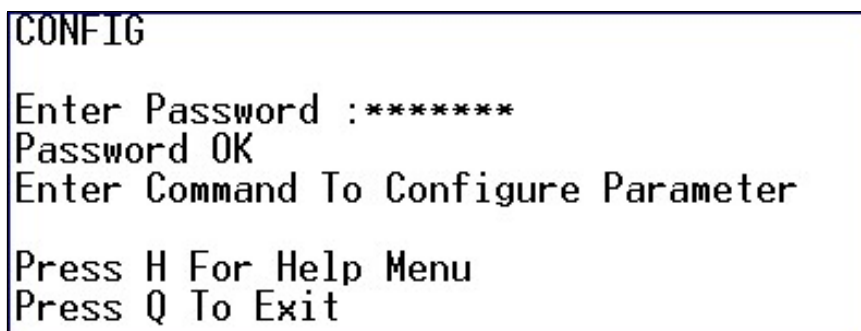 CONFIG
Enter Password :*******
Password OK
Enter Command To Configure Parameter
Press H For Help Menu
Press Q To Exit